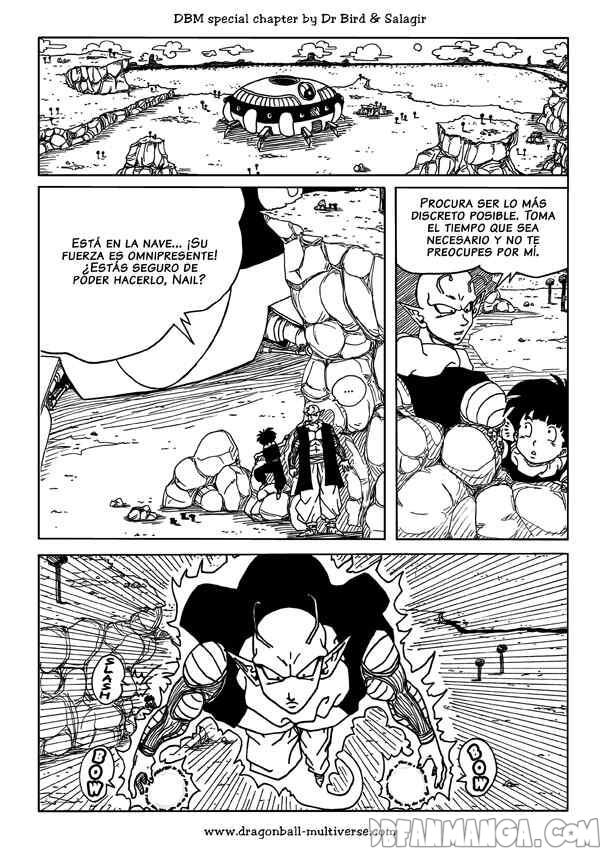 DBM special chapter by Dr Bird & Salagir
Está en la nave... ¡Su
fuerza es omnipresente!
¿Estás seguro de
poder hacerlo, Nail?
...
Procura ser lo más
discreto posible. Toma
el tiempo que sea
necesario y no te
preocupes por mí.
SLASH
BOW
BOW
www.dragonball-multiverse.com
DBFANMANGA.COM